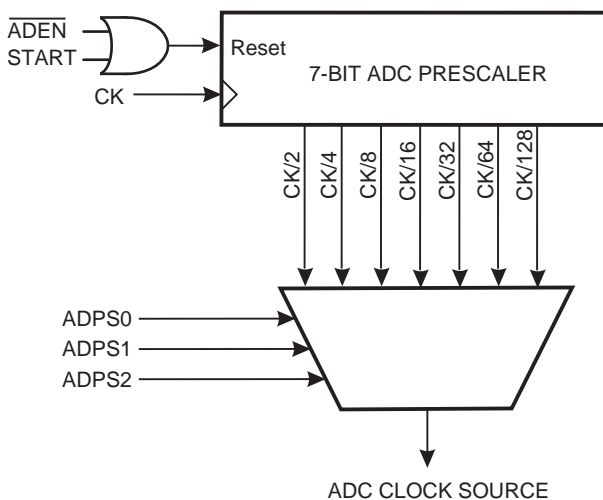 ADEN
START
Reset
7-BIT ADC PRESCALER
CK
CK/2
CK/4
CK/8
CK/16
CK/32
CK/64
CK/128
ADPS0
ADPS1
ADPS2
ADC CLOCK SOURCE